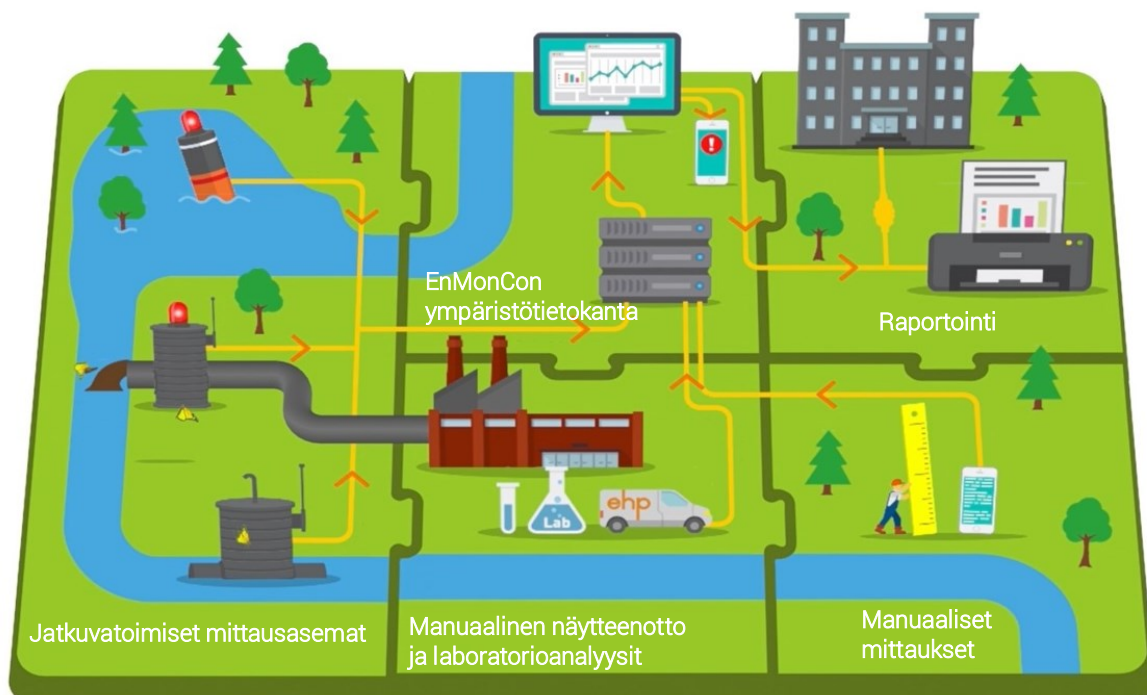 EnMonCon
ympäristötietokanta
Raportointi
ehp
Lab
Jatkuvatoimiset mittausasemat
Manuaalinen näytteenotto
ja laboratorioanalyysit
Manuaaliset
mittaukset